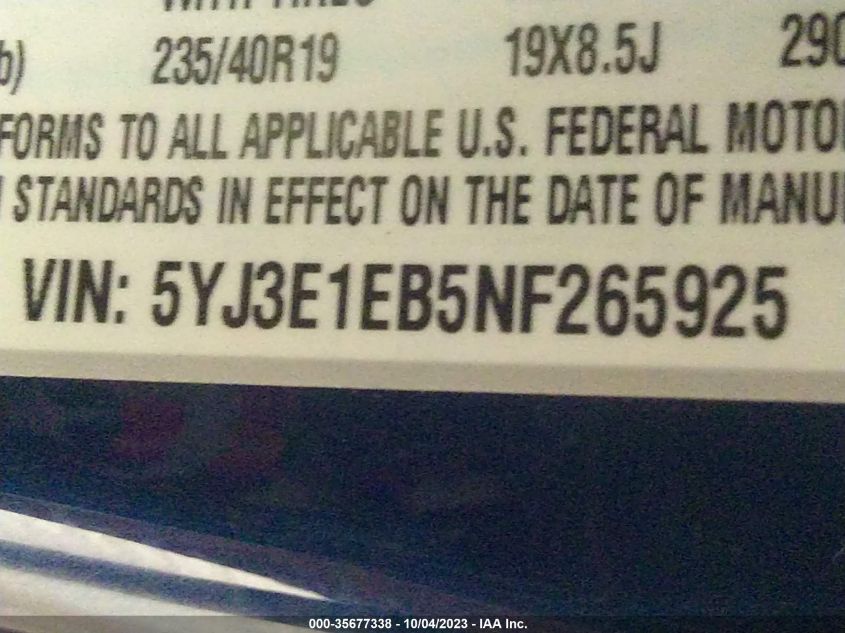 235/40R19 19X8.5J
TO ALL APPLICABLE U.S. FEDERAL
STANDARDS IN EFFECT ON THE DATE OF
VIN: 5YJ3E1EB5NF265925
000-35677338 - 10/04/2023 - IAA Inc.